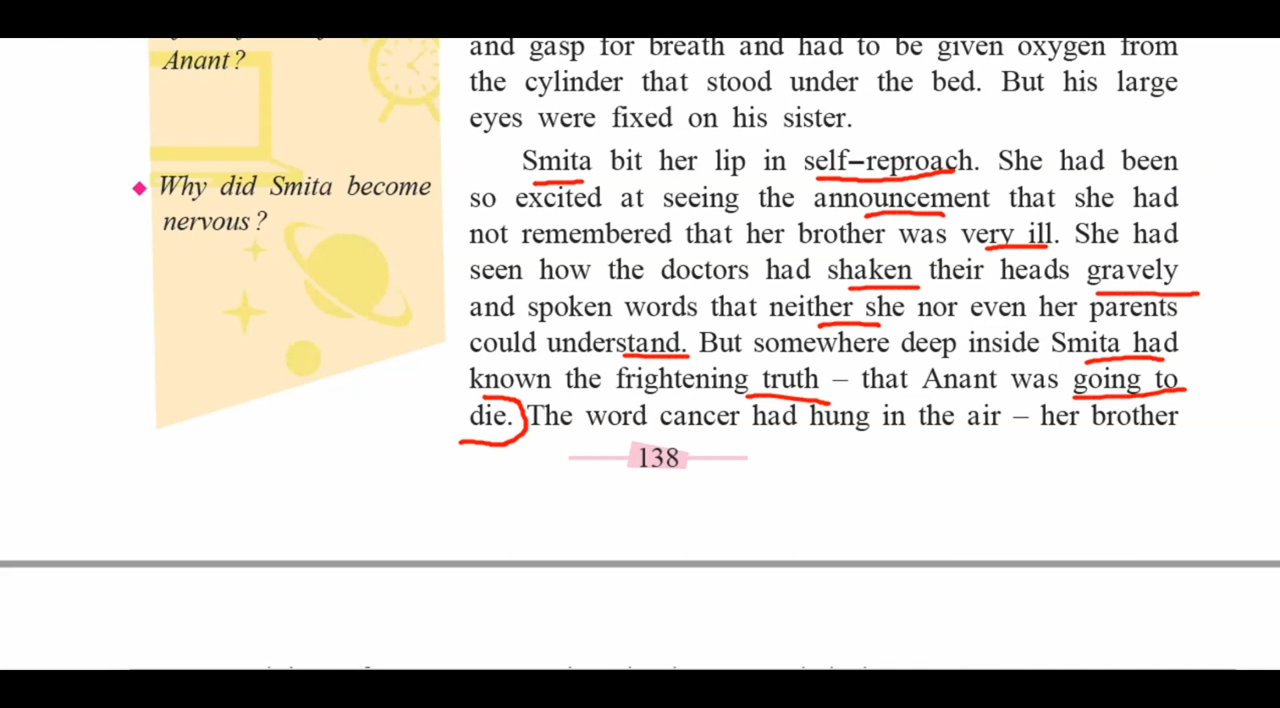 Anant?
Why did Smita become
nervous?
and gasp for breath and had to be given oxygen from
the cylinder that stood under the bed. But his large
eyes were fixed on his sister.
Smita bit her lip in self-reproach. She had been
so excited at seeing the announcement that she had
not remembered that her brother was very ill. She had
seen how the doctors had shaken their heads gravely
and spoken words that neither she nor even her parents
could understand. But somewhere deep inside Smita had
known the frightening truth – that Anant was going to
die. The word cancer had hung in the air – her brother
138